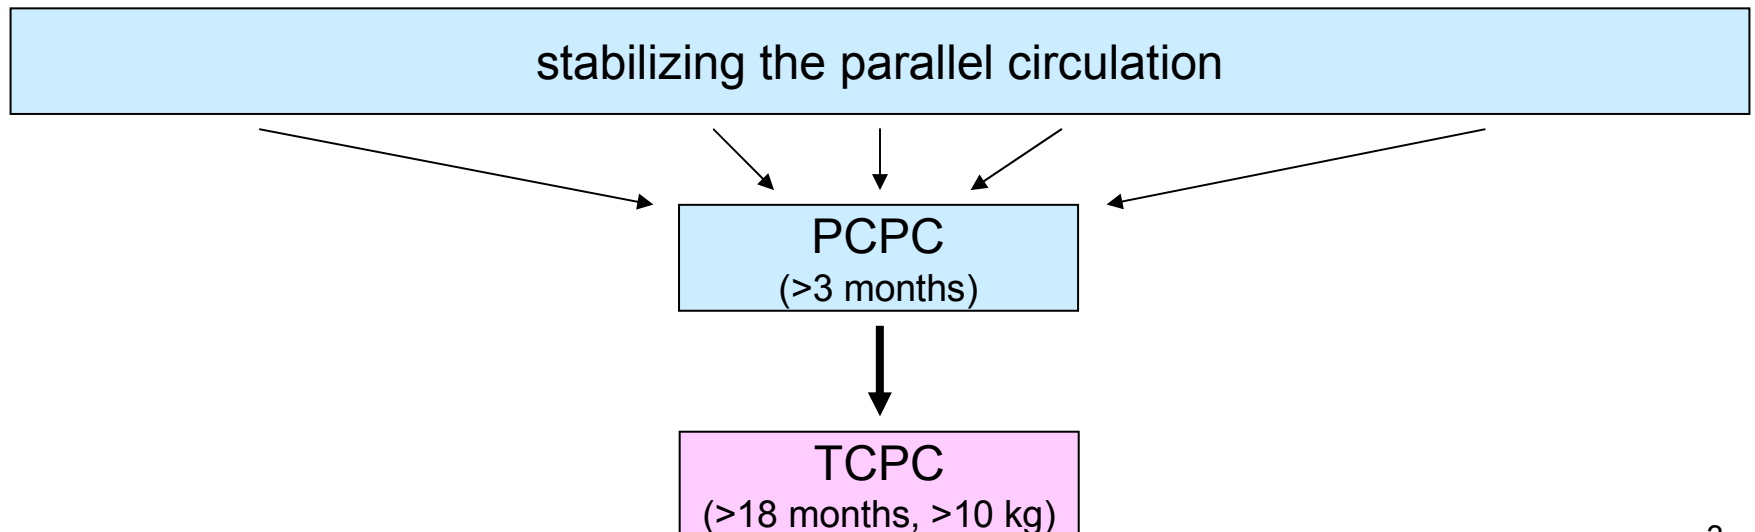 stabilizing the parallel circulation
PCPC
(>3 months)
TCPC
(>18 months, >10 kg)